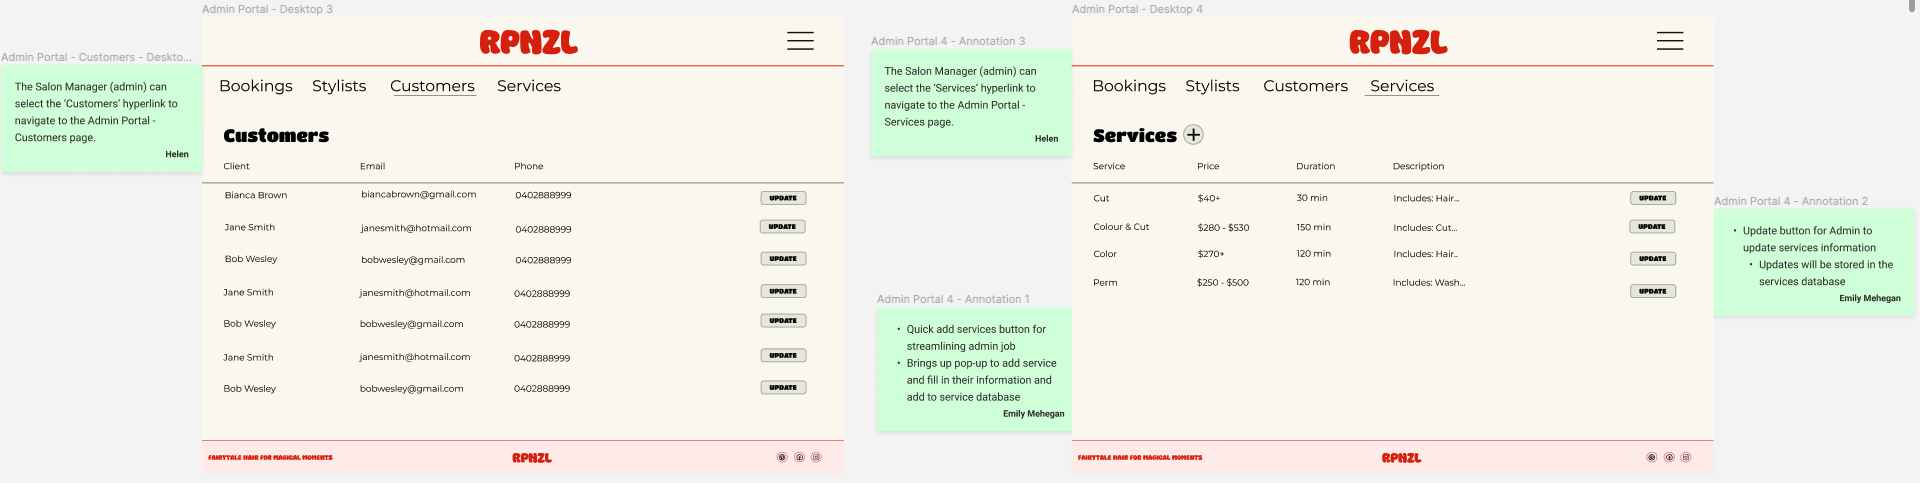 Admin Portal - Customers - Deskto...
The Salon Manager (admin) can
select the 'Customers' hyperlink to
navigate to the Admin Portal -
Customers page.
Helen
Admin Portal - Desktop 3
RPNZL
Bookings Stylists Customers Services
Customers
Client Email Phone
Bianca Brown biancabrown@gmail.com 0402888999 UPDATE
Jane Smith janesmith@hotmail.com 0402888999 UPDATE
Bob Wesley bobwesley@gmail.com 0402888999 UPDATE
Jane Smith janesmith@hotmail.com 0402888999 UPDATE
Bob Wesley bobwesley@gmail.com 0402888999 UPDATE
Jane Smith janesmith@hotmail.com 0402888999 UPDATE
Bob Wesley bobwesley@gmail.com 0402888999 UPDATE
FAIRYTALE HAIR FOR MAGICAL MOMENTS RPNZL
Admin Portal 4 - Annotation 3
The Salon Manager (admin) can
select the 'Services' hyperlink to
navigate to the Admin Portal -
Services page.
Helen
Admin Portal 4 - Annotation 1
• Quick add services button for
streamlining admin job
• Brings up pop-up to add service
and fill in their information and
add to service database
Emily Mehegan
Admin Portal - Desktop 4
RPNZL
Bookings Stylists Customers Services
Services +
Service Price Duration Description
Cut $40+ 30 min Includes: Hair... UPDATE
Colour & Cut $280 - $530 150 min Includes: Cut... UPDATE
Color $270+ 120 min Includes: Hair.. UPDATE
Perm $250 - $500 120 min Includes: Wash... UPDATE
FAIRYTALE HAIR FOR MAGICAL MOMENTS RPNZL
Admin Portal 4 - Annotation 2
• Update button for Admin to
update services information
• Updates will be stored in the
services database
Emily Mehegan